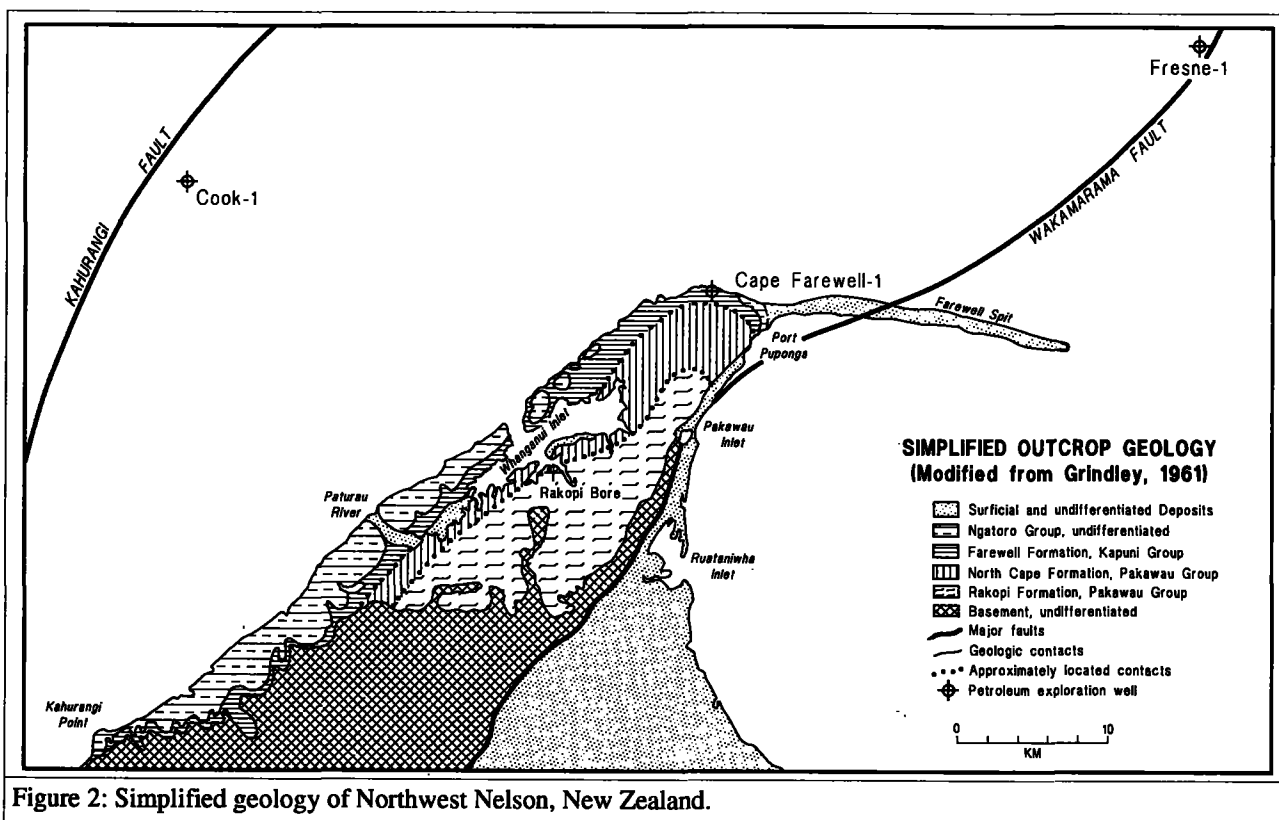 Fresne-1
KAHURANGI FAULT
Cook-1
WAKAMARAMA FAULT
Cape Farewell-1
Farewell Spit
Port
Puponga
Whanganui Inlet
Pakawau
Inlet
Rakopi Bore
Paturau
River
Ruataniwha
Inlet
Kahurangi
Point
SIMPLIFIED OUTCROP GEOLOGY
(Modified from Grindley, 1961)
Surficial and undifferentiated Deposits
Ngatoro Group, undifferentiated
Farewell Formation, Kapuni Group
North Cape Formation, Pakawau Group
Rakopi Formation, Pakawau Group
Basement, undifferentiated
Major faults
Geologic contacts
Approximately located contacts
Petroleum exploration well
0 10
KM
Figure 2: Simplified geology of Northwest Nelson, New Zealand.